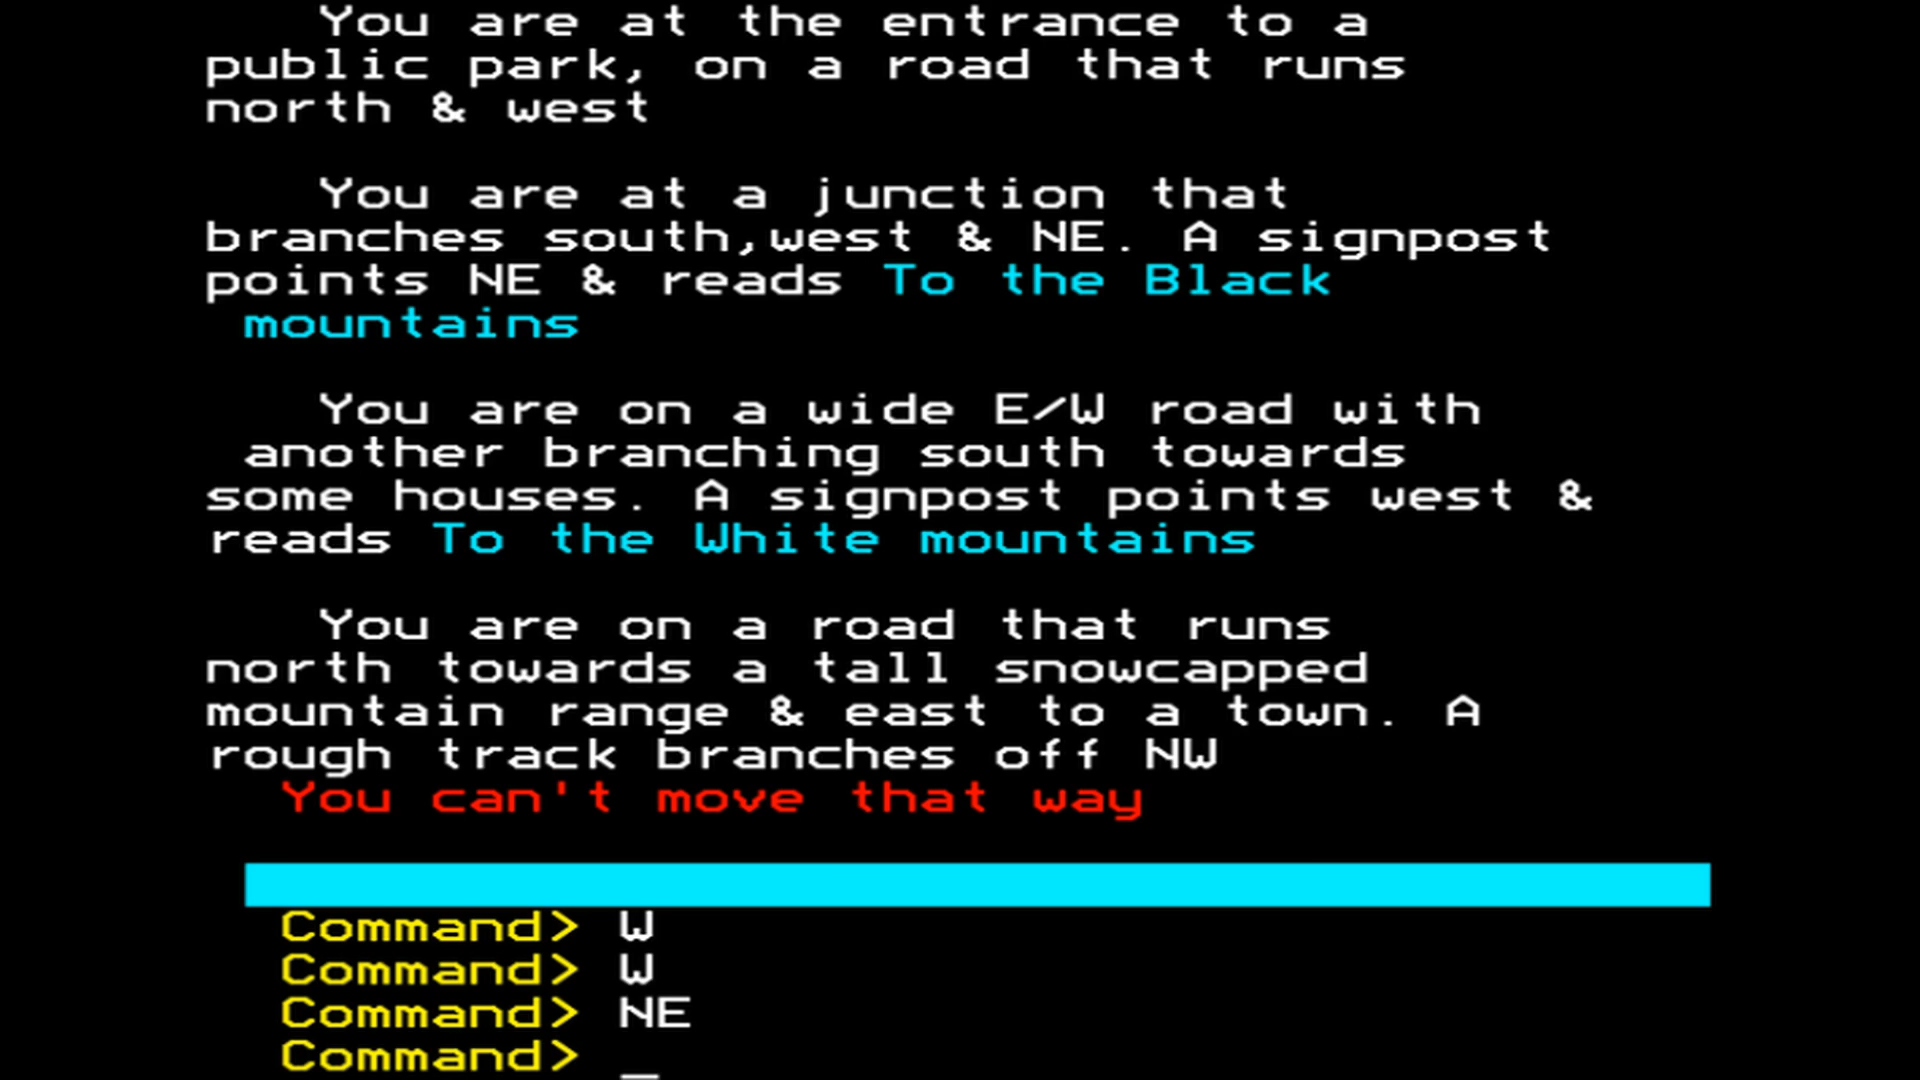 You are at the entrance to a
public park, on a road that runs
north & west
You are at a junction that
branches south,west & NE. A signpost
points NE & reads To the Black
mountains
You are on a wide E/W road with
another branching south towards
some houses. A signpost points west &
reads To the White mountains
You are on a road that runs
north towards a tall snowcapped
mountain range & east to a town. A
rough track branches off NW
You can't move that way
Command> W
Command> W
Command> NE
Command> _